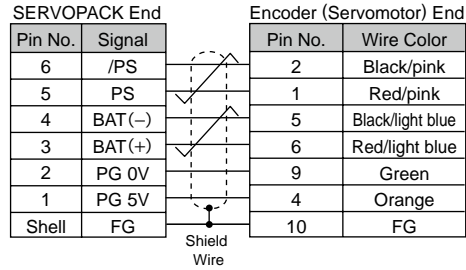 SERVOPACK End Encoder (Servomotor) End
Pin No. Signal Pin No. Wire Color
6 /PS 2 Black/pink
5 PS 1 Red/pink
4 BAT(−) 5 Black/light blue
3 BAT(+) 6 Red/light blue
2 PG 0V 9 Green
1 PG 5V 4 Orange
Shell FG 10 FG
Shield
Wire